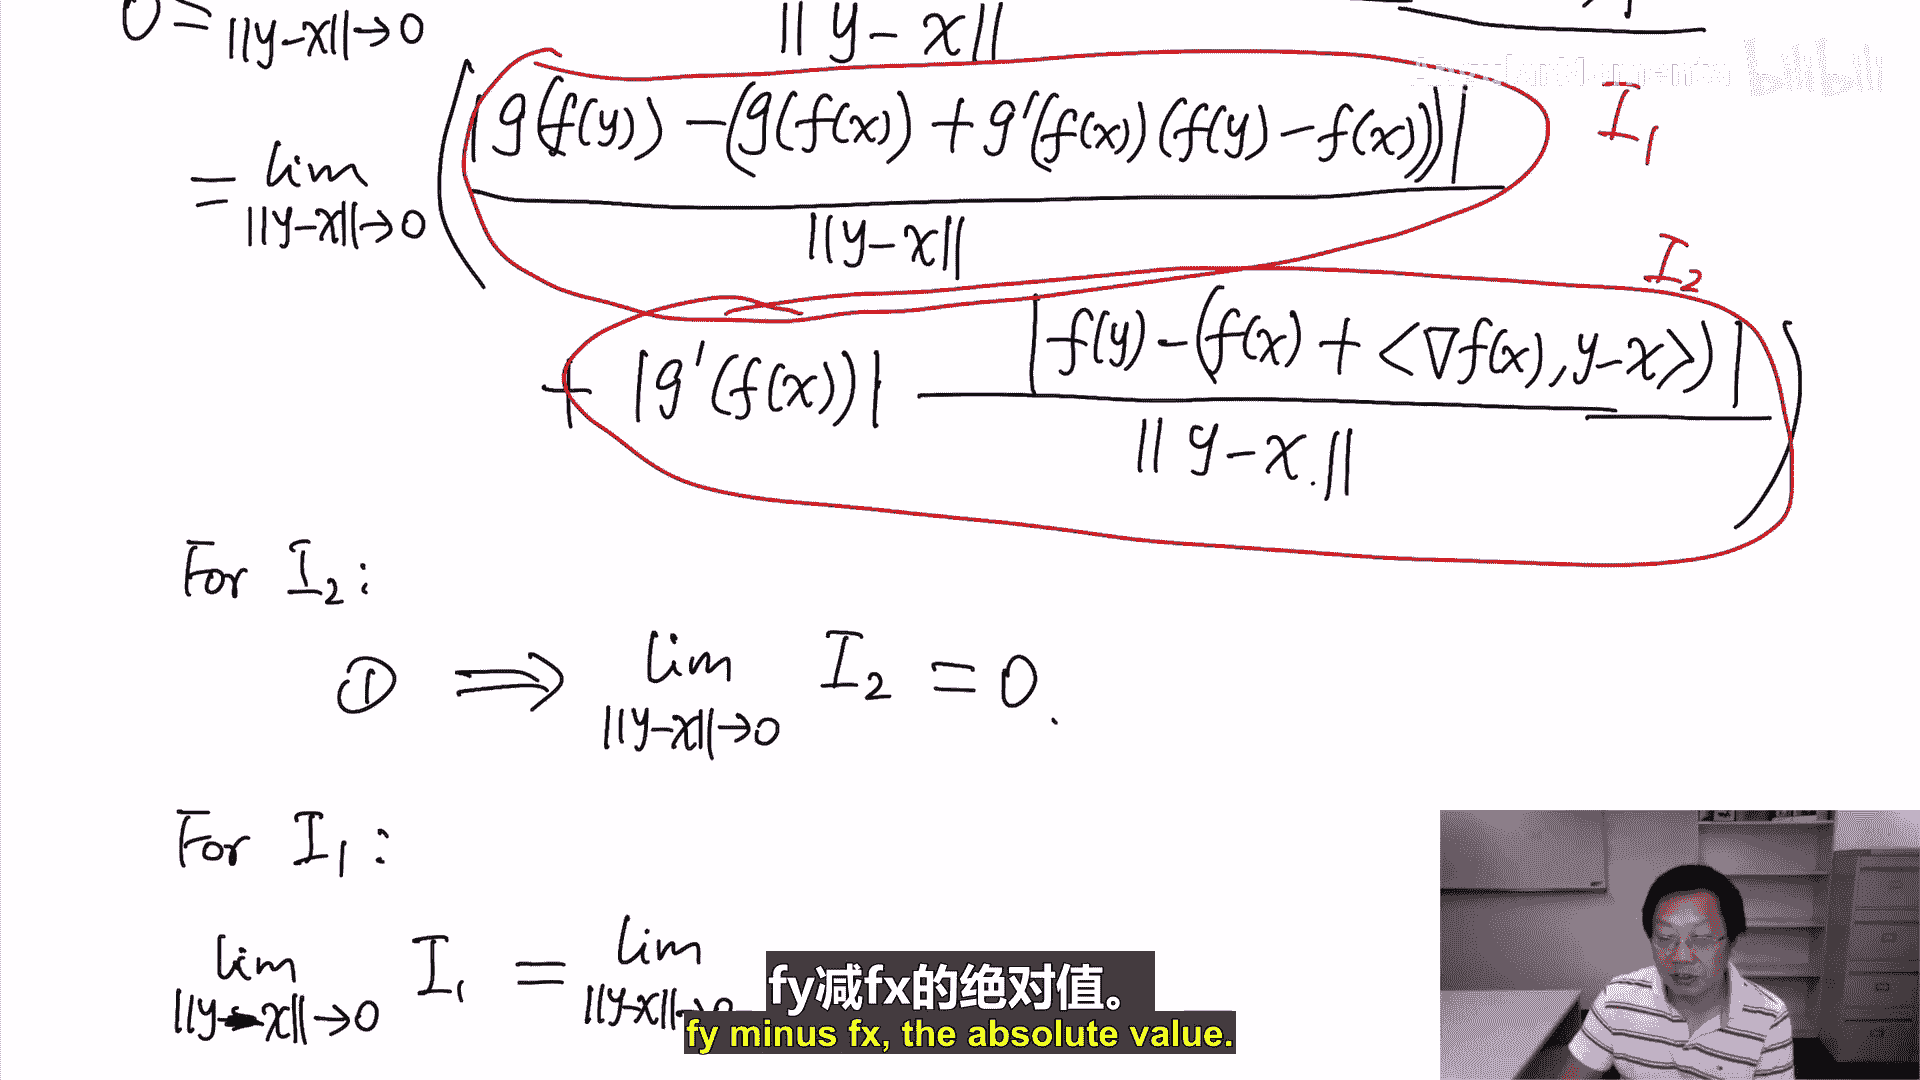 0 = ||y-x||→0 ||y-x||
= lim ||y-x||→0 ( |g(f(y)) - (g(f(x)) + g'(f(x))(f(y)-f(x)))| / ||y-x|| I₁
+ |g'(f(x))| |f(y) - (f(x) + <∇f(x), y-x>)| / ||y-x|| ) I₂
For I₂:
① ⟹ lim ||y-x||→0 I₂ = 0.
For I₁:
lim ||y-x||→0 I₁ = lim ||y-x||→0
fy减fx的绝对值。
fy minus fx, the absolute value.
bilibili